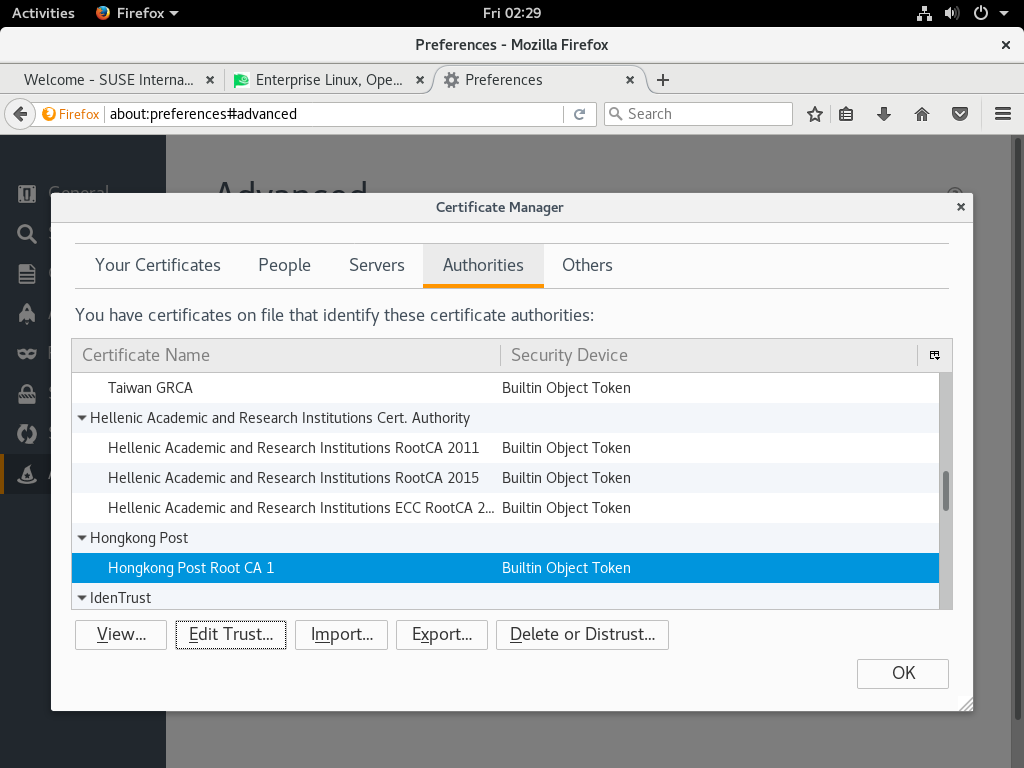 Activities Firefox Fri 02:29
Preferences - Mozilla Firefox
Welcome - SUSE Interna... Enterprise Linux, Ope... Preferences
Firefox about:preferences#advanced Search
General
Advanced
Certificate Manager
Your Certificates People Servers Authorities Others
You have certificates on file that identify these certificate authorities:
Certificate Name Security Device
Taiwan GRCA Builtin Object Token
Hellenic Academic and Research Institutions Cert. Authority
Hellenic Academic and Research Institutions RootCA 2011 Builtin Object Token
Hellenic Academic and Research Institutions RootCA 2015 Builtin Object Token
Hellenic Academic and Research Institutions ECC RootCA 2... Builtin Object Token
Hongkong Post
Hongkong Post Root CA 1 Builtin Object Token
IdenTrust
View... Edit Trust... Import... Export... Delete or Distrust...
OK